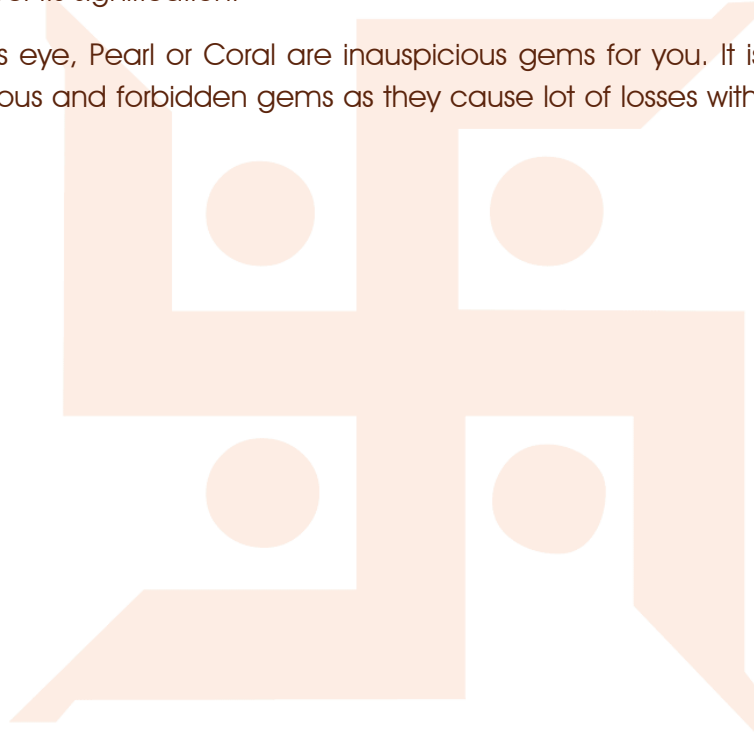 s eye, Pearl or Coral are inauspicious gems for you. It is
ous and forbidden gems as they cause lot of losses with